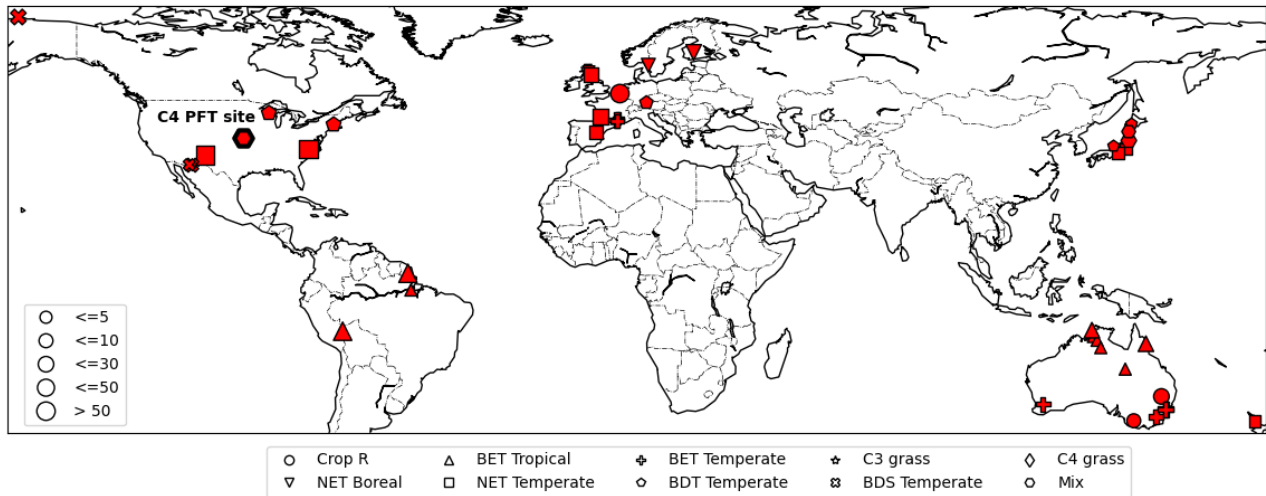 C4 PFT site
<=5
<=10
<=30
<=50
> 50
Crop R BET Tropical BET Temperate C3 grass C4 grass
NET Boreal NET Temperate BDT Temperate BDS Temperate Mix